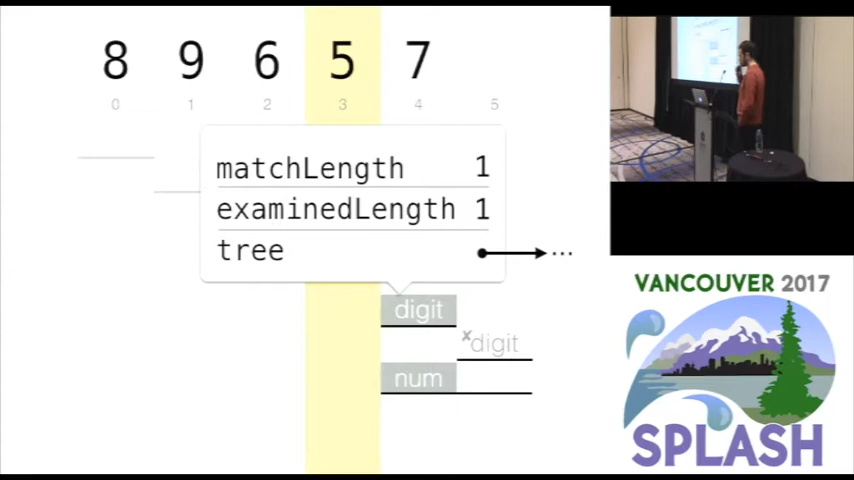 8 9 6 5 7
0 1 2 3 4 5
matchLength 1
examinedLength 1
tree ...
digit
x digit
num
VANCOUVER 2017
SPLASH